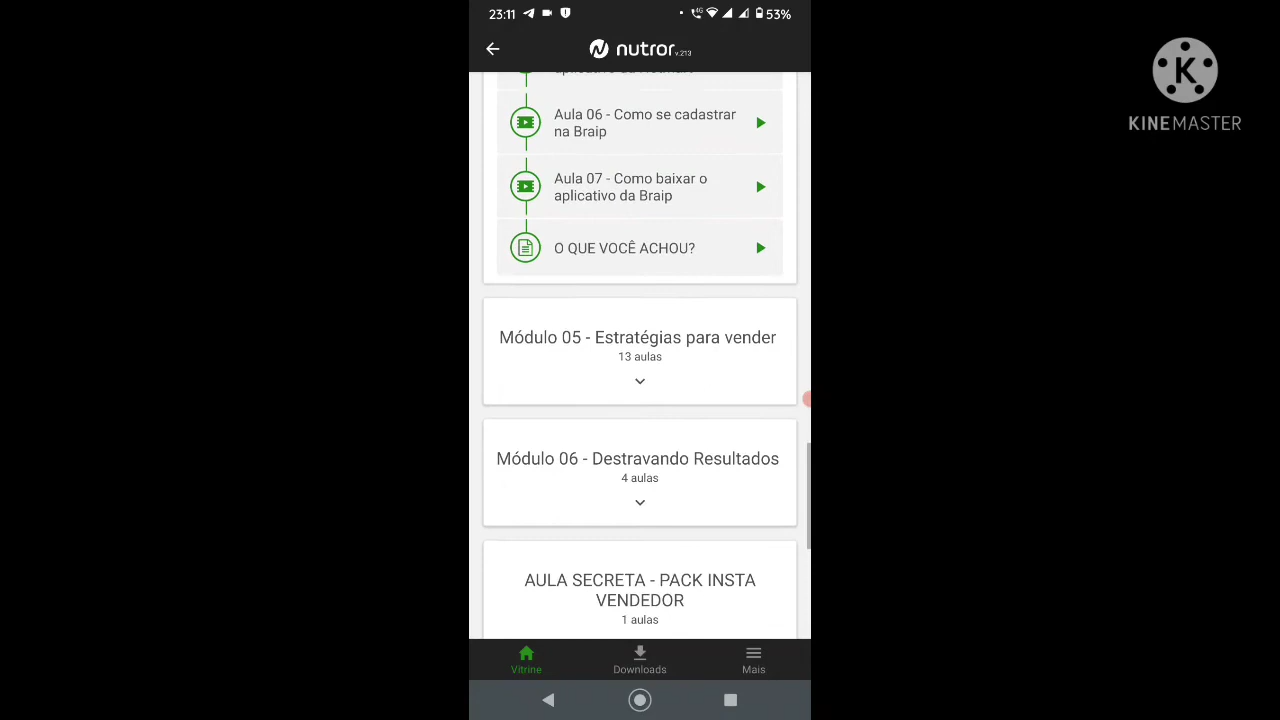 23:11
4G
53%
nutror v.213
KINEMASTER
Aula 06 - Como se cadastrar
na Braip
Aula 07 - Como baixar o
aplicativo da Braip
O QUE VOCÊ ACHOU?
Módulo 05 - Estratégias para vender
13 aulas
Módulo 06 - Destravando Resultados
4 aulas
AULA SECRETA - PACK INSTA
VENDEDOR
1 aulas
Vitrine
Downloads
Mais